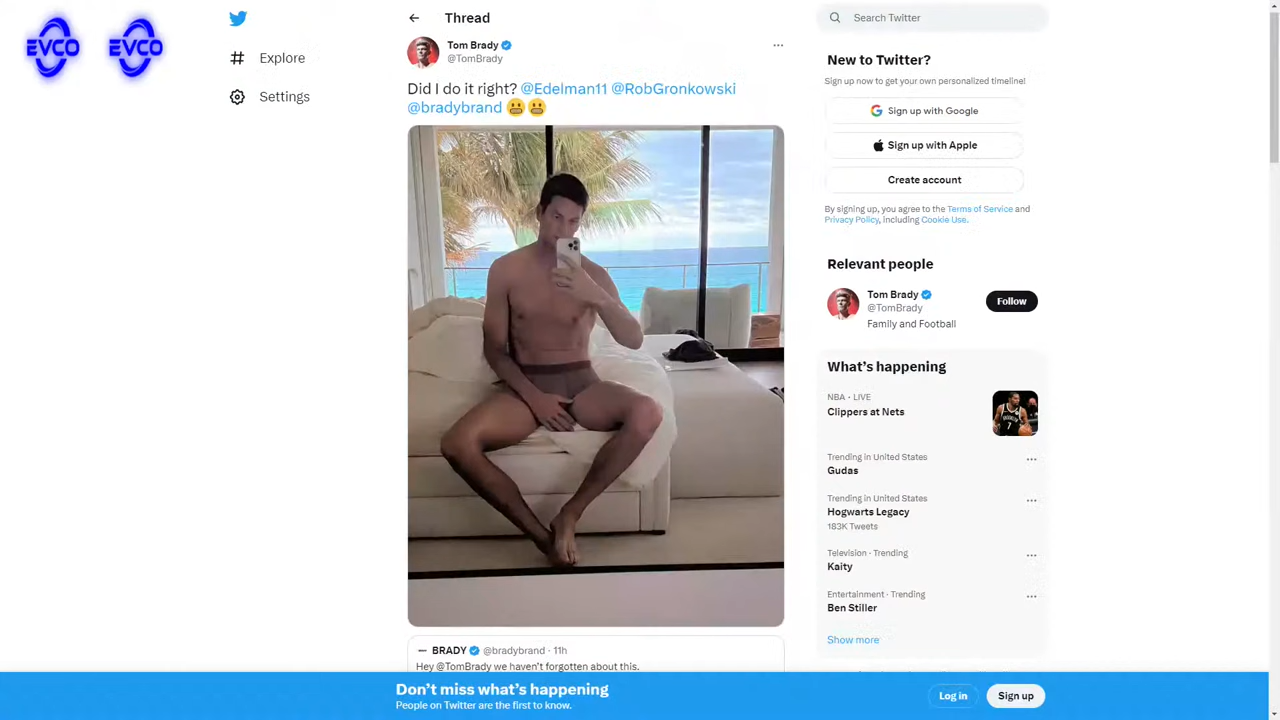 EVCO EVCO
Explore
Settings
Thread
Tom Brady
@TomBrady
Did I do it right? @Edelman11 @RobGronkowski
@bradybrand 😬😬
BRADY @bradybrand · 11h
Hey @TomBrady we haven't forgotten about this.
Search Twitter
New to Twitter?
Sign up now to get your own personalized timeline!
Sign up with Google
Sign up with Apple
Create account
By signing up, you agree to the Terms of Service and
Privacy Policy, including Cookie Use.
Relevant people
Tom Brady
@TomBrady
Follow
Family and Football
What's happening
NBA · LIVE
Clippers at Nets
Trending in United States
Gudas
Trending in United States
Hogwarts Legacy
183K Tweets
Television · Trending
Kaity
Entertainment · Trending
Ben Stiller
Show more
Don't miss what's happening
People on Twitter are the first to know.
Log in
Sign up